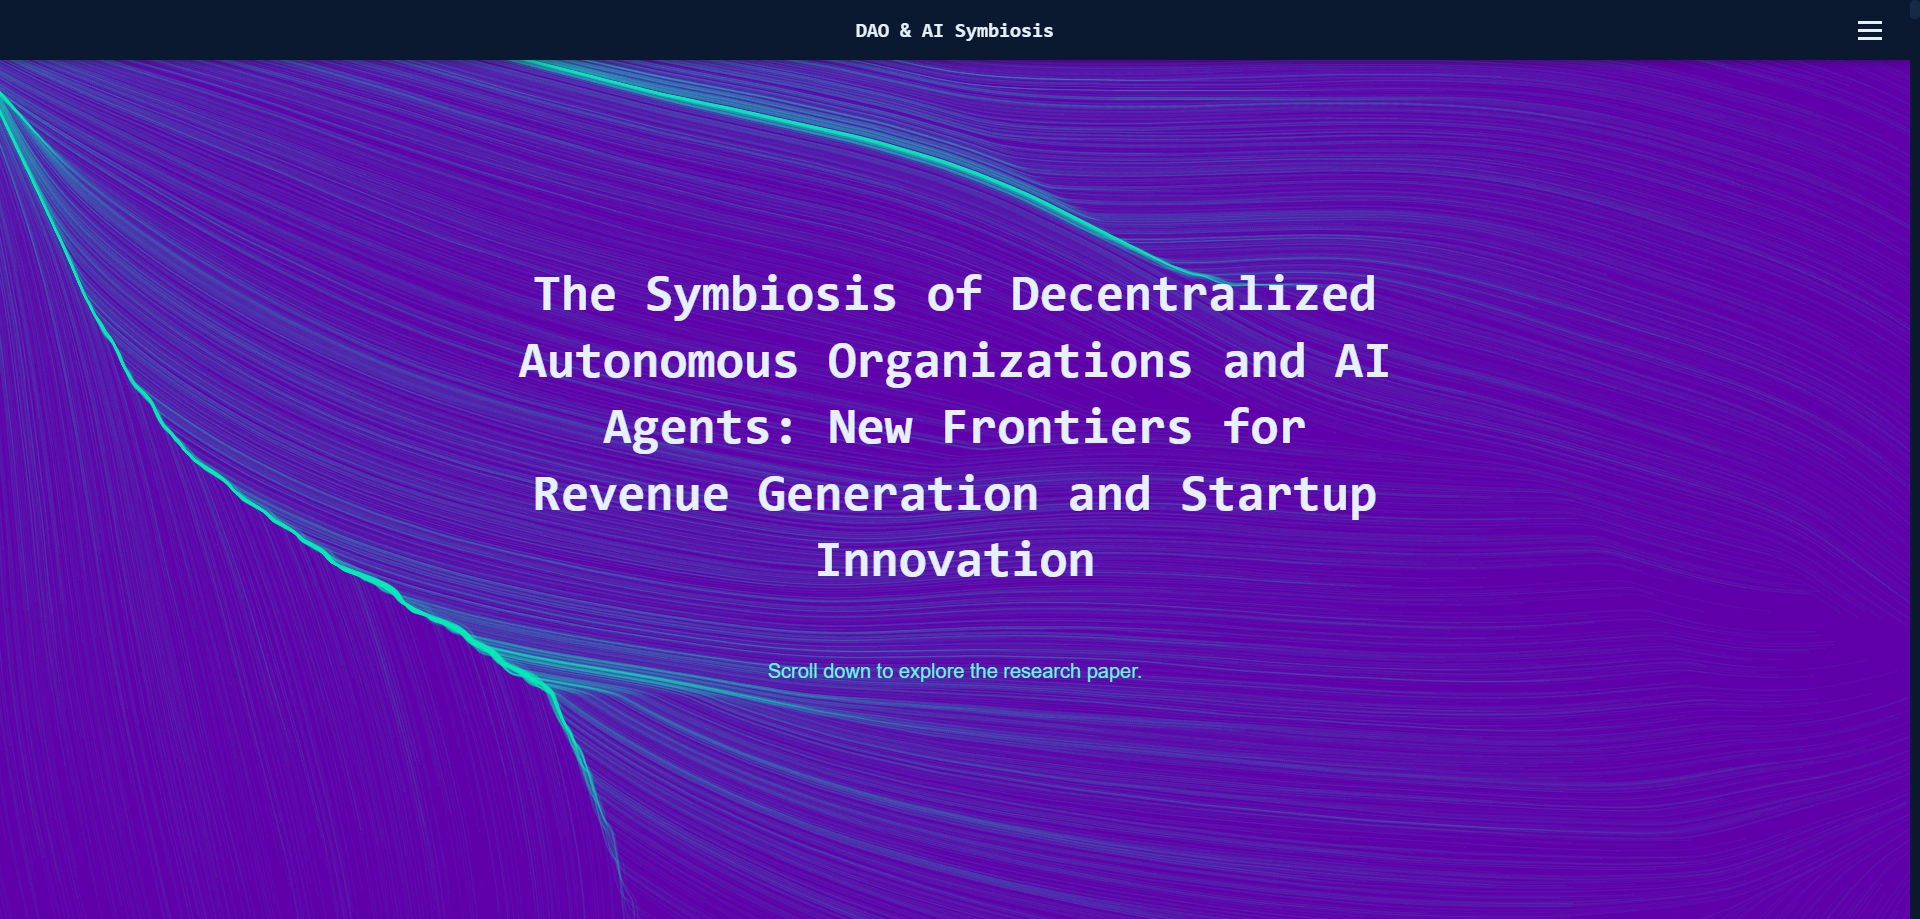 DAO & AI Symbiosis
The Symbiosis of Decentralized
Autonomous Organizations and AI
Agents: New Frontiers for
Revenue Generation and Startup
Innovation
Scroll down to explore the research paper.